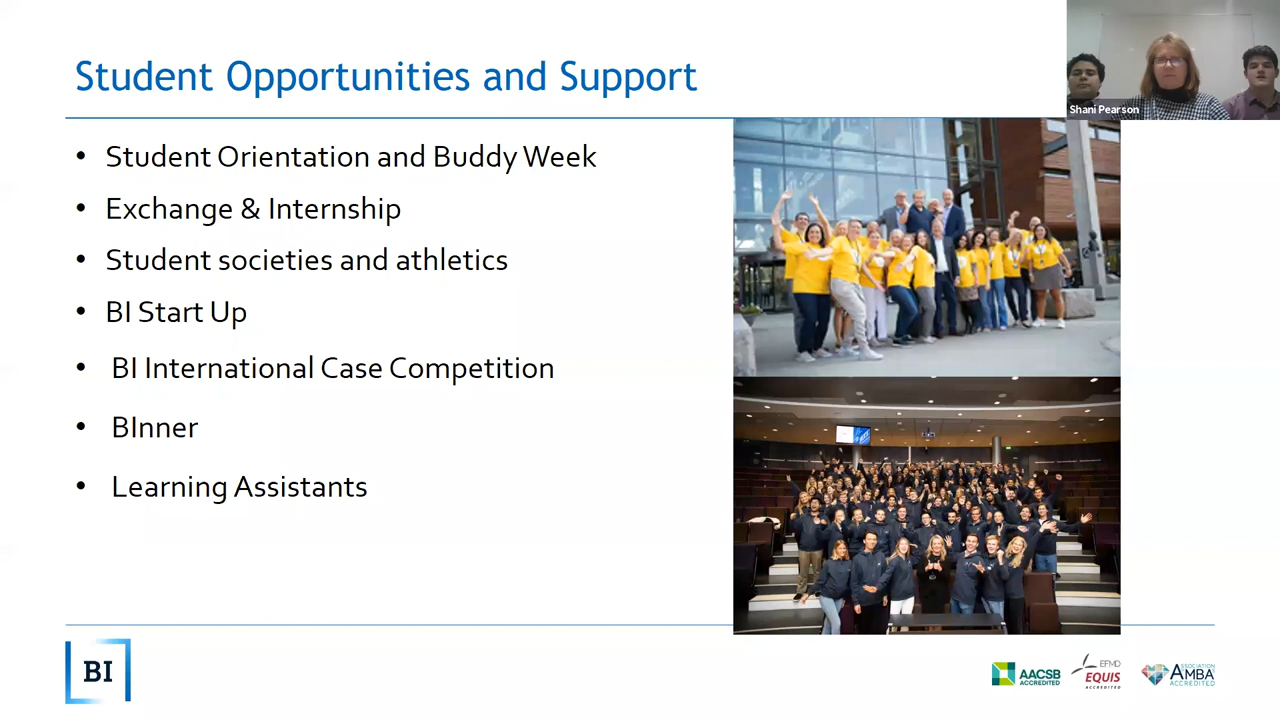 Student Opportunities and Support
Shani Pearson
• Student Orientation and Buddy Week
• Exchange & Internship
• Student societies and athletics
• BI Start Up
• BI International Case Competition
• BInner
• Learning Assistants
BI
AACSB
ACCREDITED
EFMD
EQUIS
ACCREDITED
ASSOCIATION
AMBA
ACCREDITED